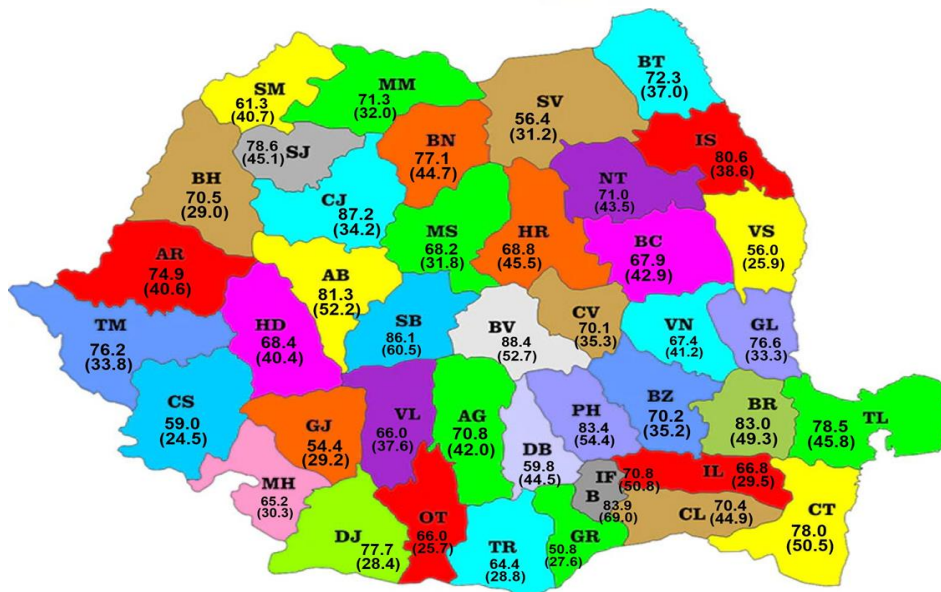 BT
72.3
(37.0)
SM
61.3
(40.7)
MM
71.3
(32.0)
SV
56.4
(31.2)
IS
80.6
(38.6)
78.6
(45.1)
SJ
BN
77.1
(44.7)
BH
70.5
(29.0)
NT
71.0
(43.5)
CJ
87.2
(34.2)
MS
68.2
(31.8)
HR
68.8
(45.5)
BC
67.9
(42.9)
VS
56.0
(25.9)
AR
74.9
(40.6)
AB
81.3
(52.2)
TM
76.2
(33.8)
HD
68.4
(40.4)
SB
86.1
(60.5)
BV
88.4
(52.7)
CV
70.1
(35.3)
VN
67.4
(41.2)
GL
76.6
(33.3)
CS
59.0
(24.5)
GJ
54.4
(29.2)
VL
66.0
(37.6)
AG
70.8
(42.0)
PH
83.4
(54.4)
BZ
70.2
(35.2)
BR
83.0
(49.3)
TL
78.5
(45.8)
DB
59.8
(44.5)
MH
65.2
(30.3)
IF
70.8
(50.8)
B
83.9
(69.0)
IL
66.8
(29.5)
CL
70.4
(44.9)
CT
78.0
(50.5)
DJ
77.7
(28.4)
OT
66.0
(25.7)
TR
64.4
(28.8)
GR
50.8
(27.6)